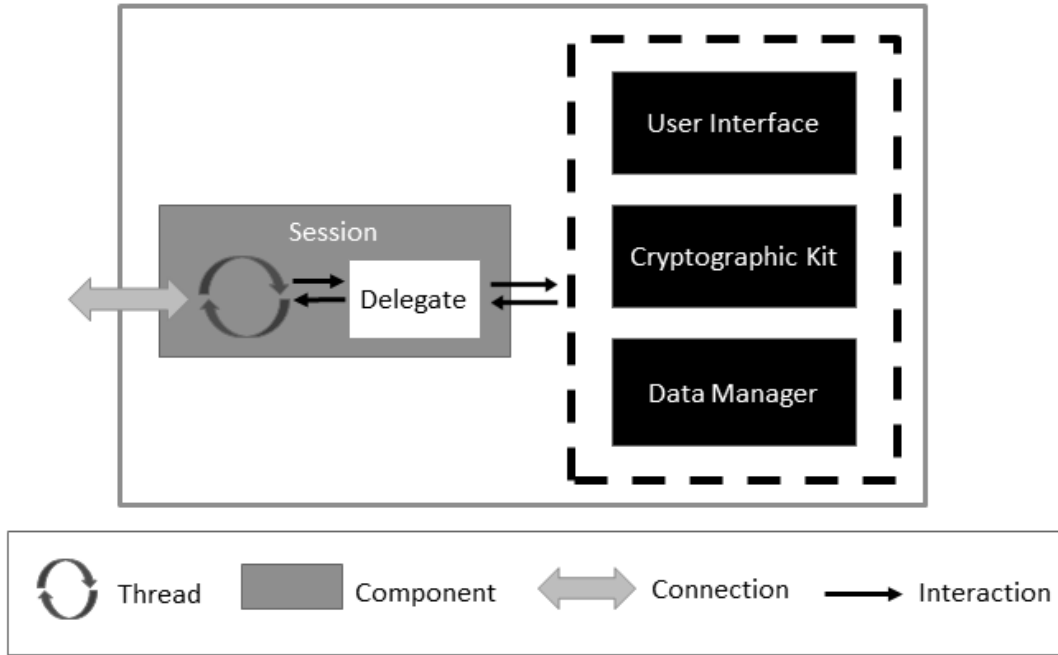 User Interface
Session
Cryptographic Kit
Delegate
Data Manager
Thread
Component
Connection
Interaction